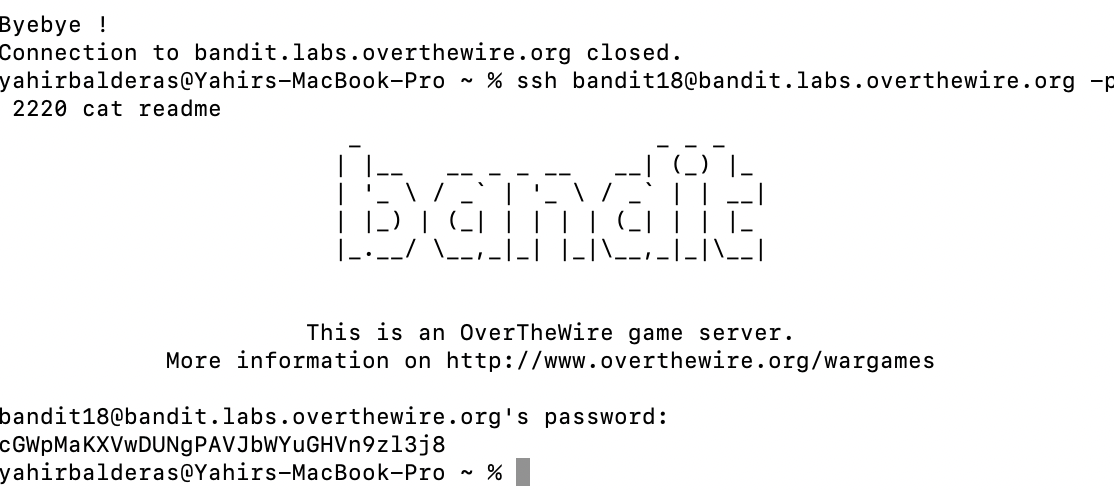 Byebye !
Connection to bandit.labs.overthewire.org closed.
yahirbalderas@Yahirs-MacBook-Pro ~ % ssh bandit18@bandit.labs.overthewire.org -p
 2220 cat readme
                         _                     _ _ _
                        | |__   __ _ _ __   __| (_) |_
                        | '_ \ / _` | '_ \ / _` | | __|
                        | |_) | (_| | | | | (_| | | |_
                        |_.__/ \__,_|_| |_|\__,_|_|\__|

                      This is an OverTheWire game server.
            More information on http://www.overthewire.org/wargames

bandit18@bandit.labs.overthewire.org's password:
cGWpMaKXVwDUNgPAVJbWYuGHVn9zl3j8
yahirbalderas@Yahirs-MacBook-Pro ~ %